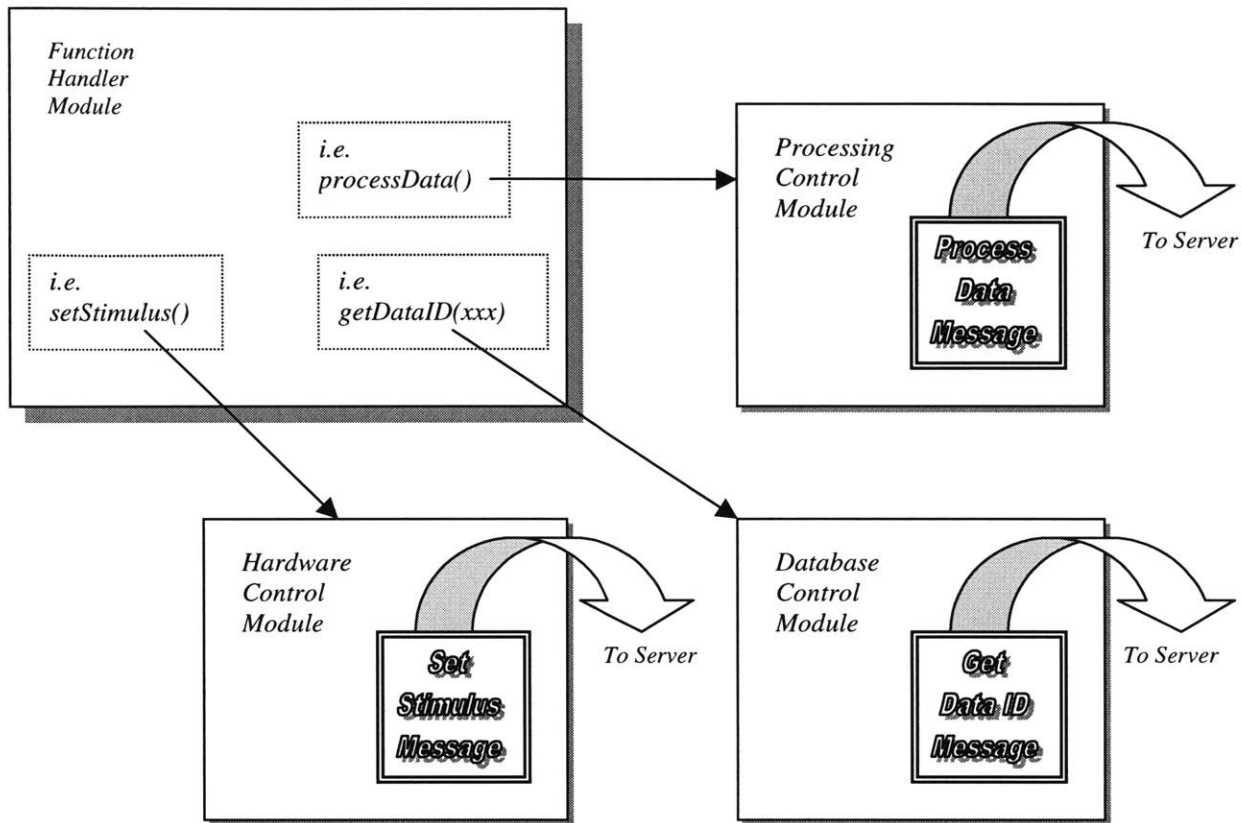 Function
Handler
Module
i.e.
processData()
i.e.
setStimulus()
i.e.
getDataID(xxx)
Processing
Control
Module
Process
Data
Message
To Server
Hardware
Control
Module
Set
Stimulus
Message
To Server
Database
Control
Module
Get
Data ID
Message
To Server